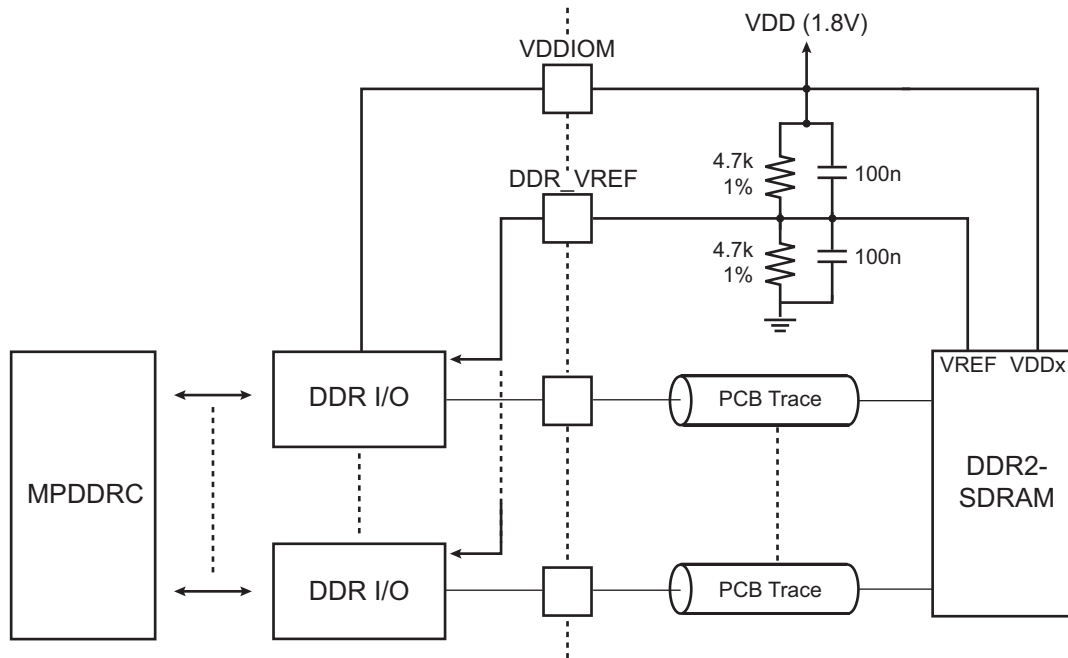 VDD (1.8V)
VDDIOM
4.7k
1%
100n
DDR_VREF
4.7k
1%
100n
VREF VDDx
DDR I/O
PCB Trace
MPDDRC
DDR2-
SDRAM
DDR I/O
PCB Trace